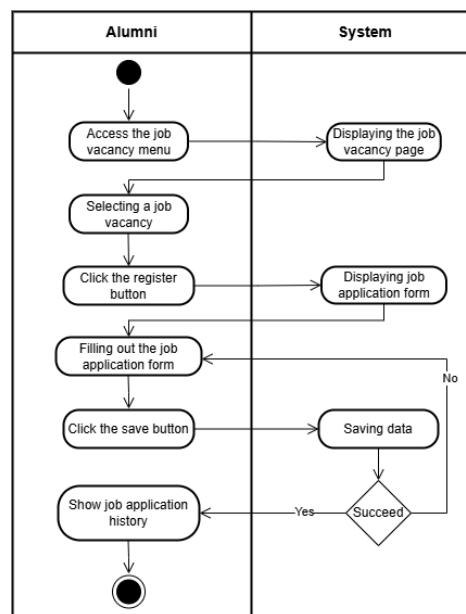 Alumni
System
Access the job
vacancy menu
Displaying the job
vacancy page
Selecting a job
vacancy
Click the register
button
Displaying job
application form
Filling out the job
application form
No
Click the save button
Saving data
Show job application
history
Yes
Succeed